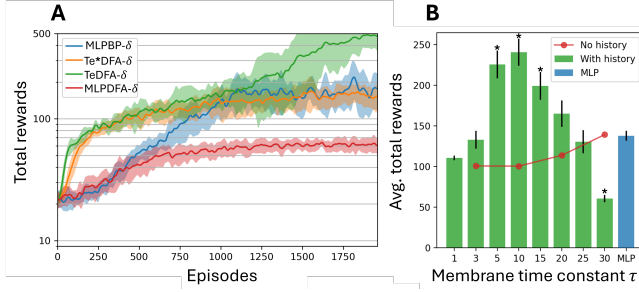 A
Total rewards
500
100
10
MLPBP-δ
Te*DFA-δ
TeDFA-δ
MLPDFA-δ
0 250 500 750 1000 1250 1500 1750
Episodes
B
Avg, total rewards
250
200
150
100
50
0
No history
With history
MLP
* * * *
1 3 5 10 15 20 25 30 MLP
Membrane time constant τ